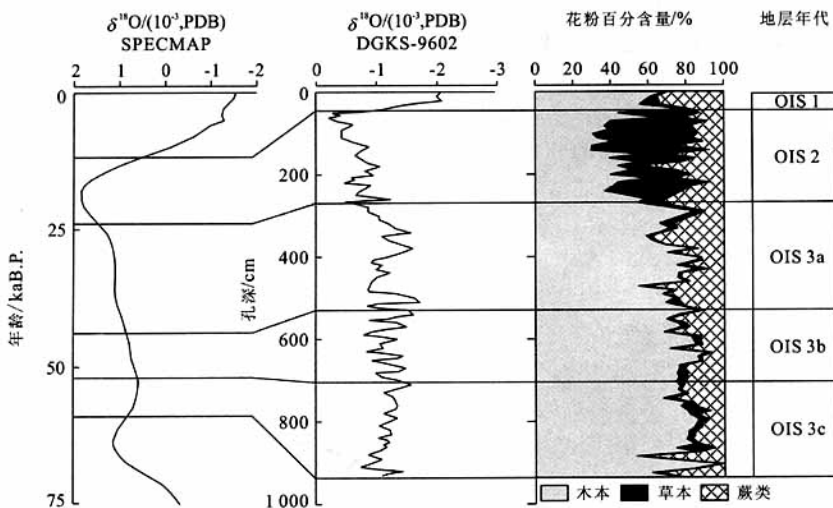 δ¹⁸O/(10⁻³,PDB)
SPECMAP
2 1 0 -1 -2
δ¹⁸O/(10⁻³,PDB)
DGKS-9602
0 -1 -2 -3
花粉百分含量/%
0 20 40 60 80 100
地层年代
0
25
50
75
年龄/kaB.P.
0
200
400
600
800
1 000
孔深/cm
OIS 1
OIS 2
OIS 3a
OIS 3b
OIS 3c
木本 草本 蕨类